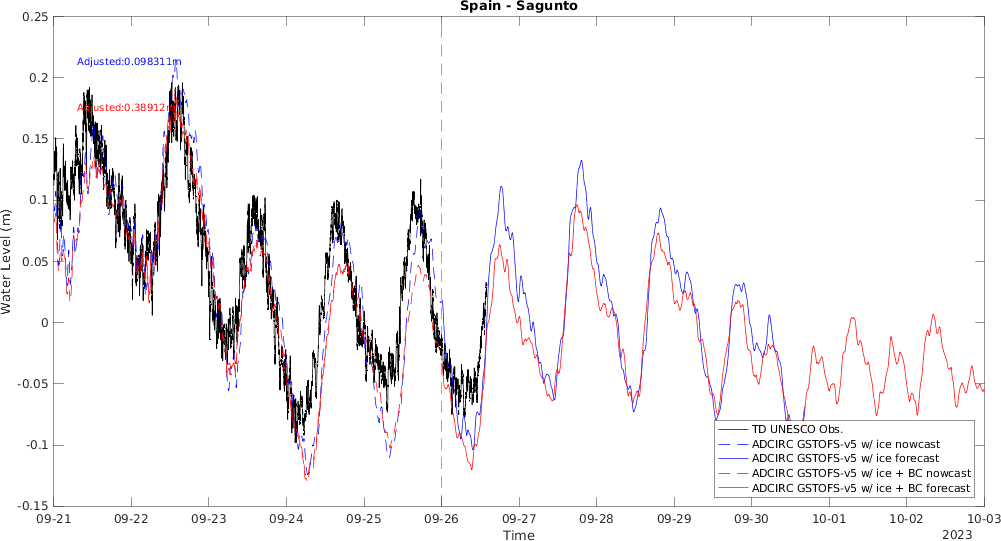 Spain - Sagunto
0.25
0.2
0.15
0.1
0.05
0
-0.05
-0.1
-0.15
Water Level (m)
Adjusted:0.098311m
Adjusted:0.38912m
TD UNESCO Obs.
ADCIRC GSTOFS-v5 w/ ice nowcast
ADCIRC GSTOFS-v5 w/ ice forecast
ADCIRC GSTOFS-v5 w/ ice + BC nowcast
ADCIRC GSTOFS-v5 w/ ice + BC forecast
09-21 09-22 09-23 09-24 09-25 09-26 09-27 09-28 09-29 09-30 10-01 10-02 10-03
Time
2023